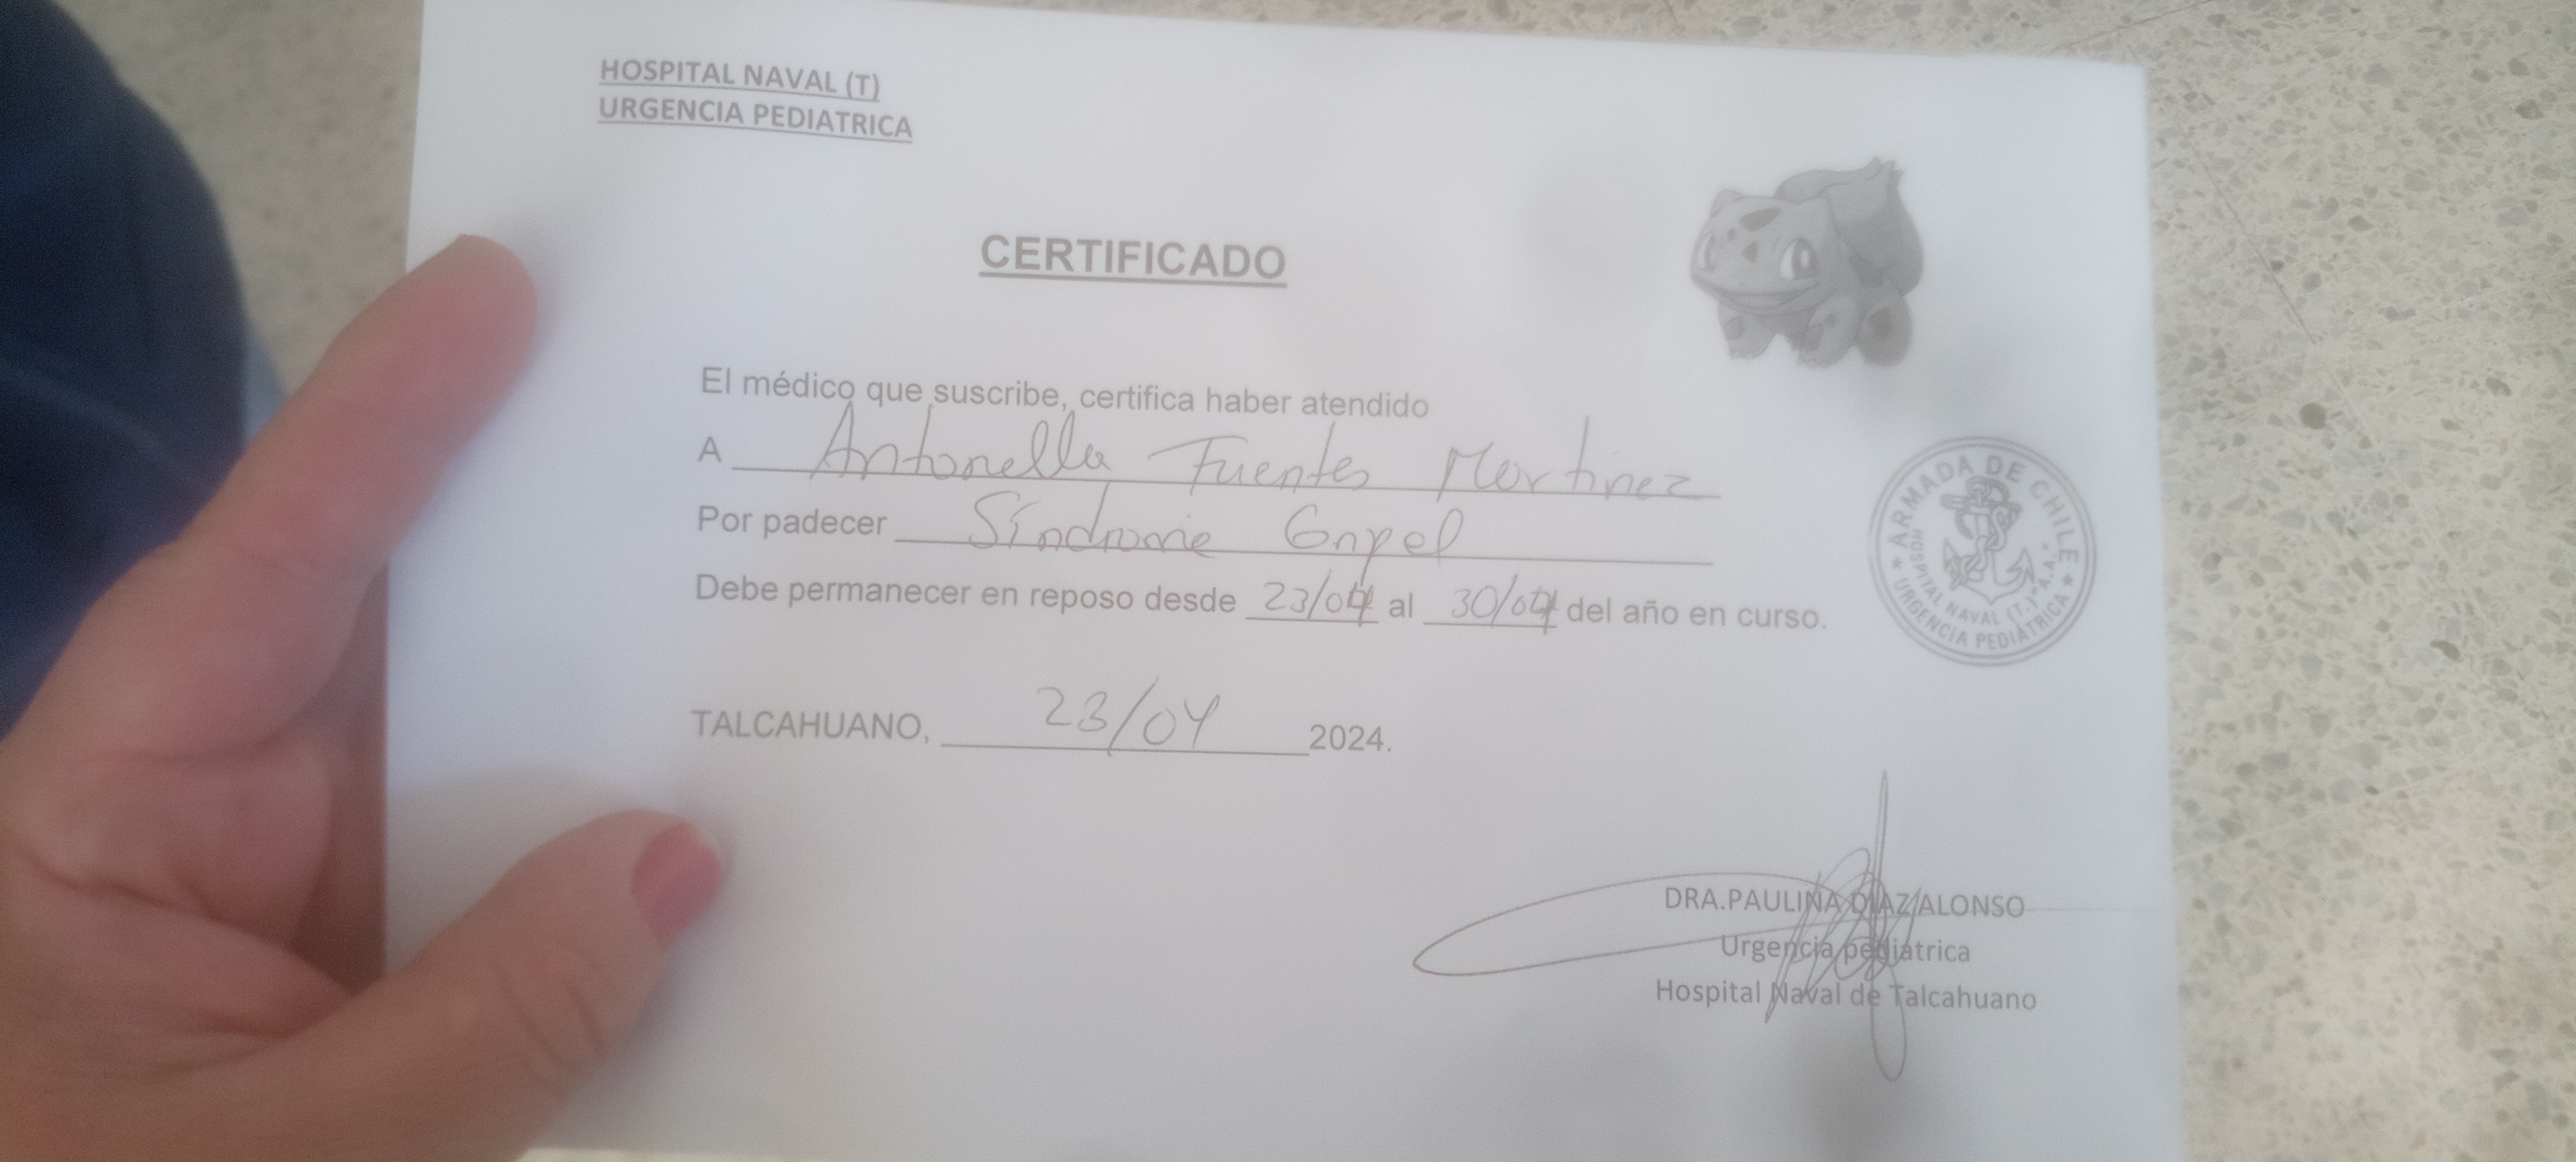 HOSPITAL NAVAL (T)
URGENCIA PEDIATRICA
CERTIFICADO
El médico que suscribe, certifica haber atendido
A Antonella Fuentes Martinez
Por padecer Síndrome Gripal
Debe permanecer en reposo desde 23/04 al 30/04 del año en curso.
ARMADA DE CHILE
HOSPITAL NAVAL (T.) "A.A."
URGENCIA PEDIÁTRICA
TALCAHUANO, 23/04 2024.
DRA.PAULINA DIAZ ALONSO
Urgencia pediatrica
Hospital Naval de Talcahuano